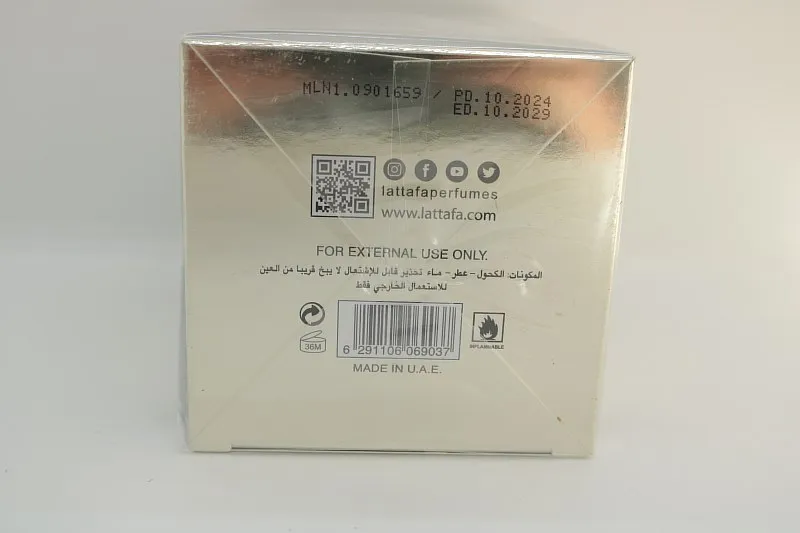 MLN1.0901659 / PD.10.2024
ED.10.2029
lattafaperfumes
www.lattafa.com
FOR EXTERNAL USE ONLY.
المكونات: الكحول - عطر - ماء تحذير قابل للإشتعال لا يبخ قريبا من العين
للاستعمال الخارجي فقط
36M
6 291106 069037
INFLAMMABLE
MADE IN U.A.E.